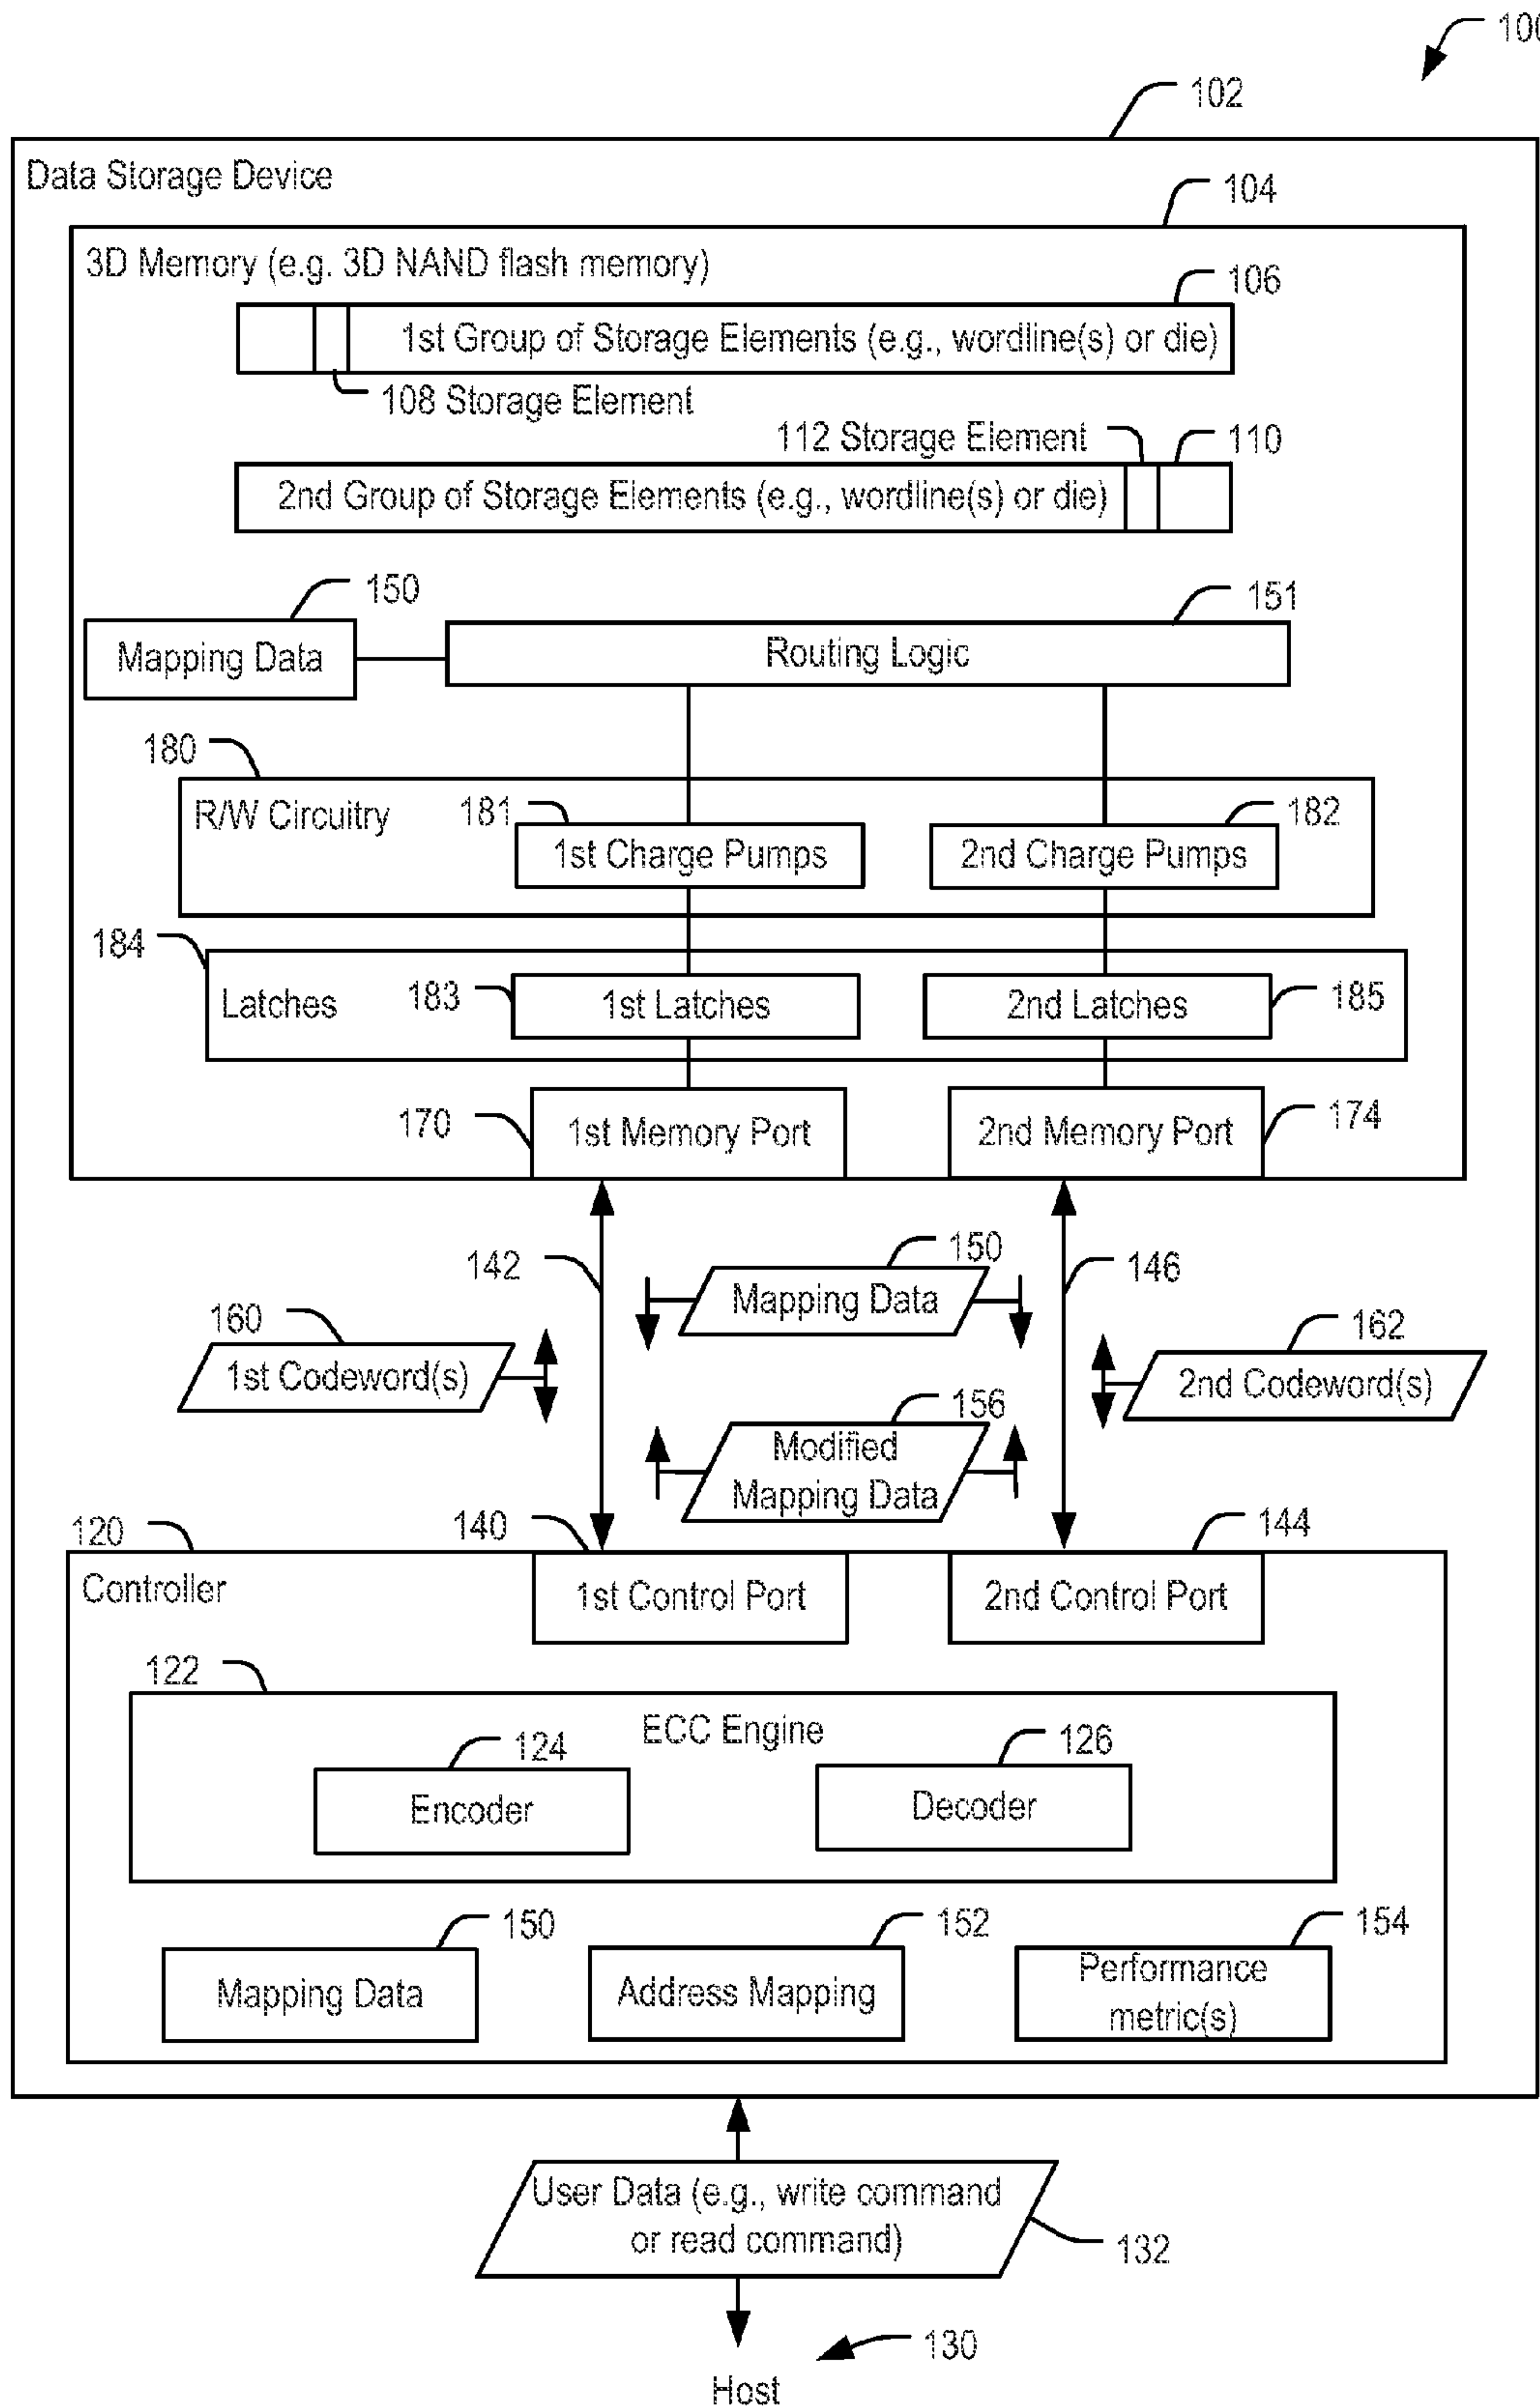 100
102
Data Storage Device
104
3D Memory (e.g. 3D NAND flash memory)
106
1st Group of Storage Elements (e.g., wordline(s) or die)
108 Storage Element
112 Storage Element
110
2nd Group of Storage Elements (e.g., wordline(s) or die)
150
151
Mapping Data
Routing Logic
180
R/W Circuitry
181
182
1st Charge Pumps
2nd Charge Pumps
184
Latches
183
1st Latches
2nd Latches
185
170
1st Memory Port
2nd Memory Port
174
142
150
146
Mapping Data
160
1st Codeword(s)
162
2nd Codeword(s)
156
Modified
Mapping Data
120
140
144
Controller
1st Control Port
2nd Control Port
122
ECC Engine
124
126
Encoder
Decoder
150
152
154
Mapping Data
Address Mapping
Performance
metric(s)
User Data (e.g., write command
or read command)
132
130
Host